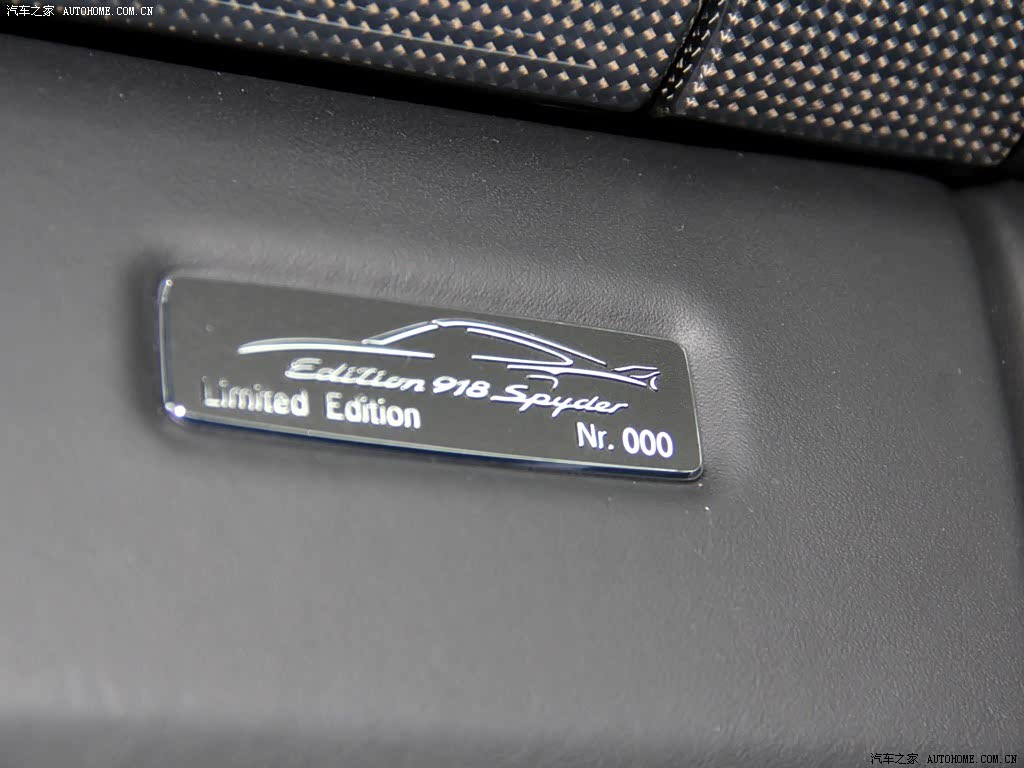 汽车之家 AUTOHOME.COM.CN
Edition 918 Spyder
Limited Edition
Nr. 000
汽车之家 AUTOHOME.COM.CN